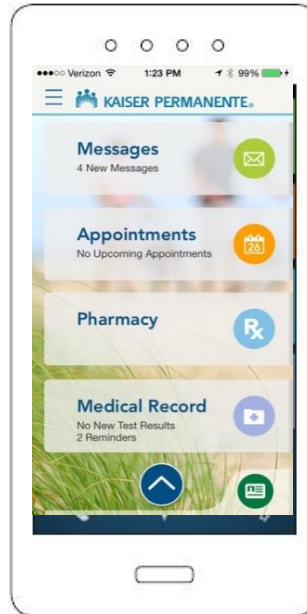 Verizon 1:23 PM 99%
KAISER PERMANENTE®
Messages
4 New Messages
Appointments
No Upcoming Appointments
26
Pharmacy
Rx
Medical Record
No New Test Results
2 Reminders